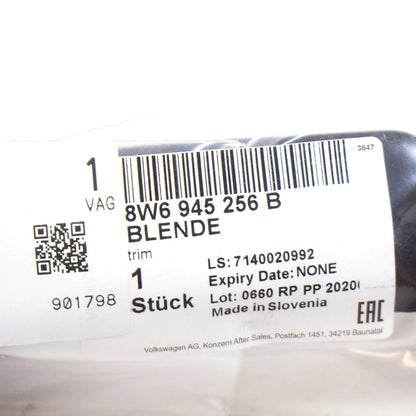 3847
1
VAG
8W6 945 256 B
BLENDE
trim
LS: 7140020992
1
Expiry Date: NONE
Stück
Lot: 0660 RP PP
901798
Made in Slovenia
EAC
Volkswagen AG, Konzern After Sales, Postfach 1451, 34219 Baunatal